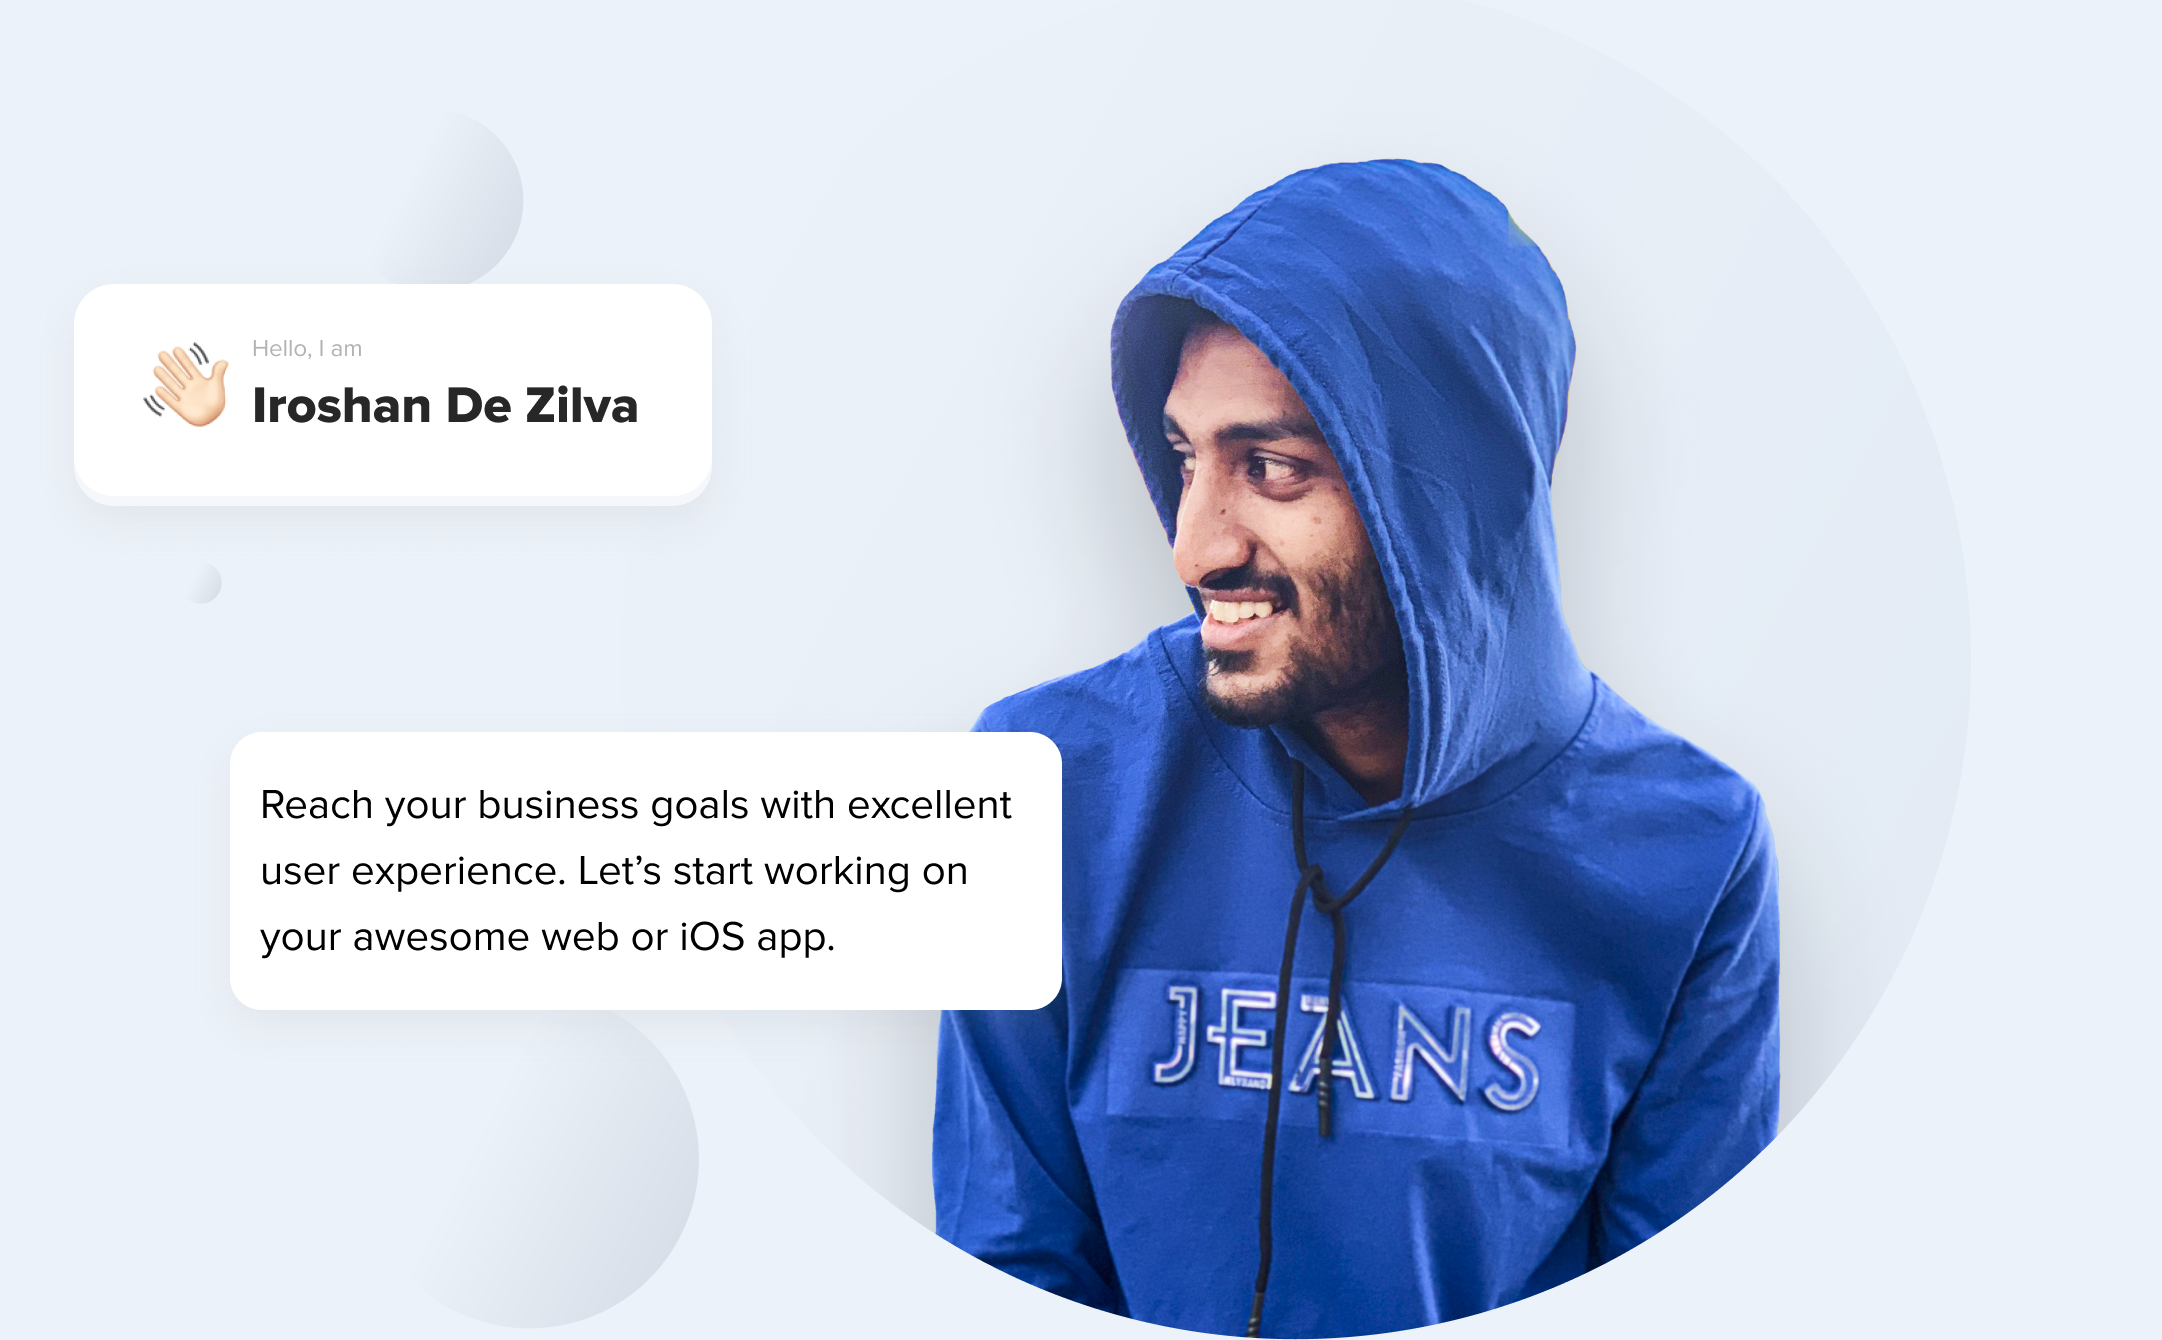 Hello, I am
Iroshan De Zilva
Reach your business goals with excellent
user experience. Let’s start working on
your awesome web or iOS app.
JEANS